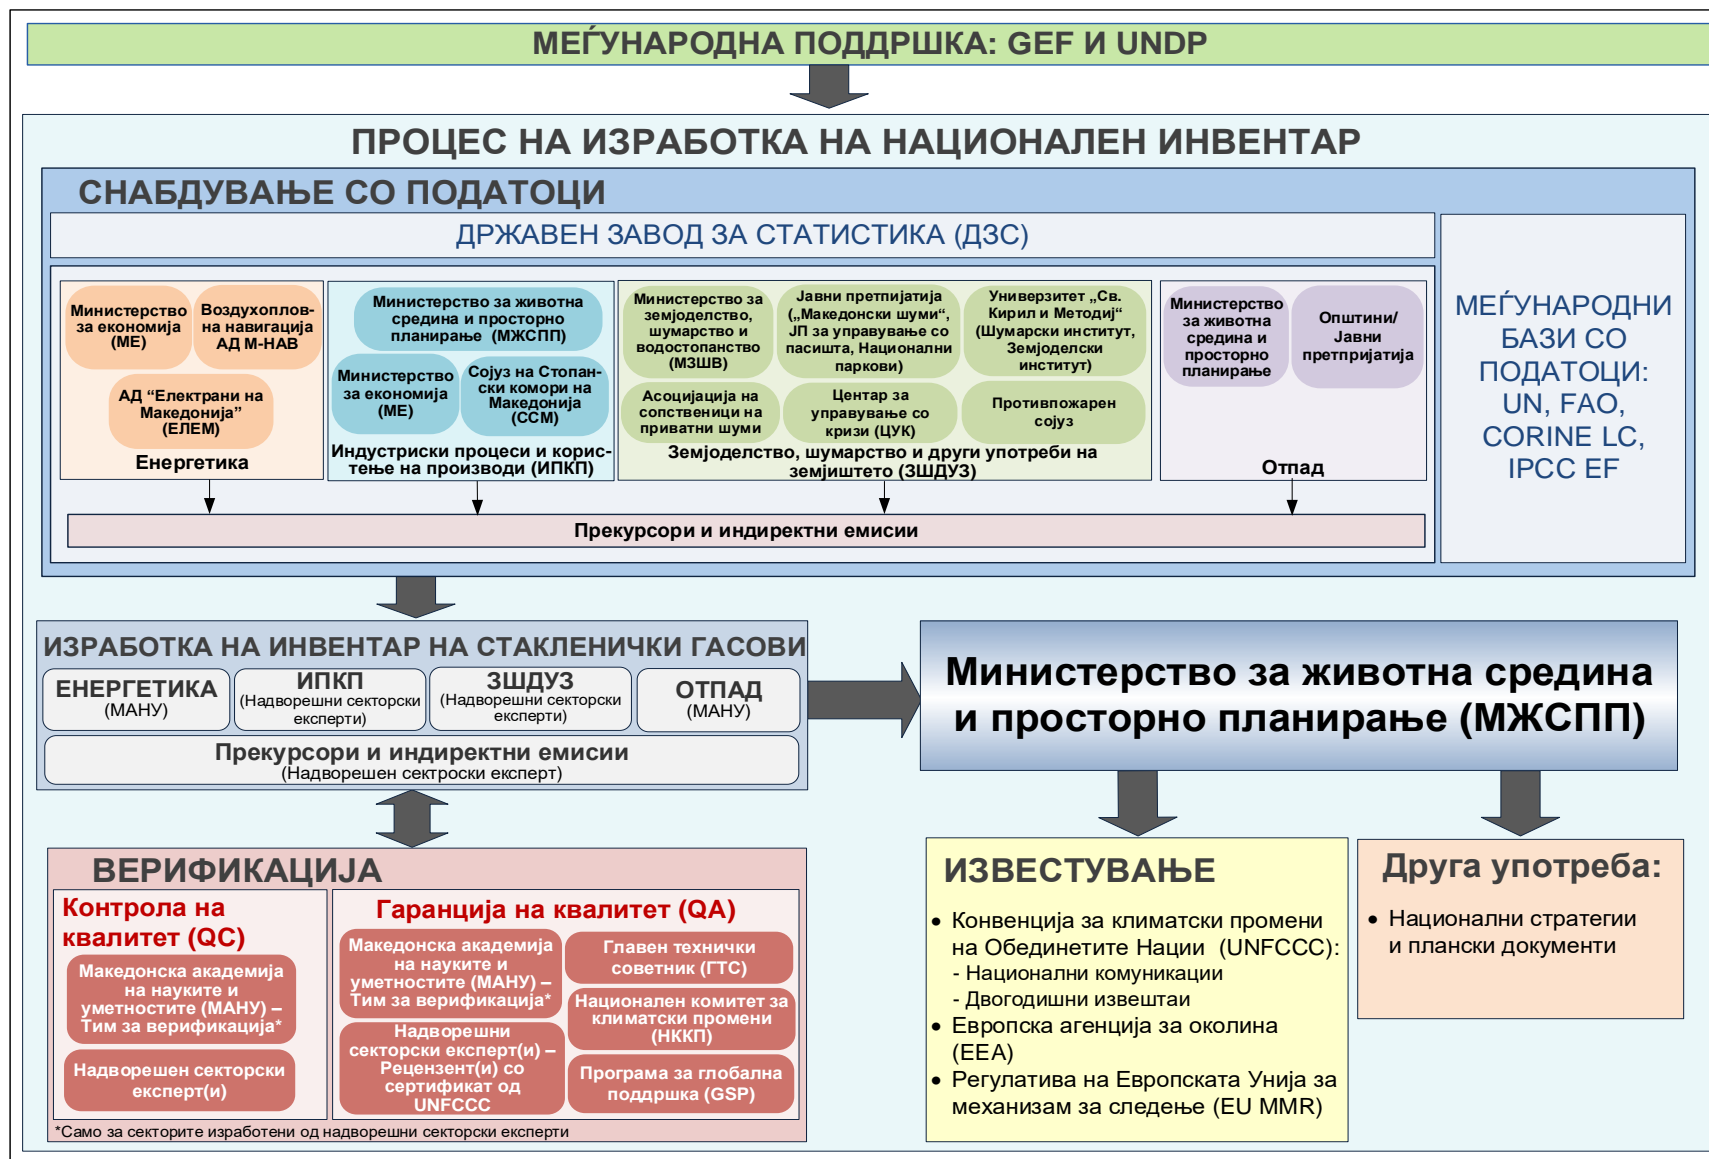 МЕЃУНАРОДНА ПОДДРШКА: GEF И UNDP
ПРОЦЕС НА ИЗРАБОТКА НА НАЦИОНАЛЕН ИНВЕНТАР
СНАБДУВАЊЕ СО ПОДАТОЦИ
ДРЖАВЕН ЗАВОД ЗА СТАТИСТИКА (ДЗС)
Министерство
за економија
(МЕ)
Воздухоплов-
на навигација
АД М-НАВ
АД “Електрани на
Македонија”
(ЕЛЕМ)
Енергетика
Министерство за животна
средина и просторно
планирање (МЖСПП)
Министерство
за економија
(МЕ)
Сојуз на Стопан-
ски комори на
Македонија
(ССМ)
Индустриски процеси и корис-
тење на производи (ИПКП)
Министерство за
земјоделство,
шумарство и
водостопанство
(МЗШВ)
Јавни претпијатија
(„Македонски шуми“,
ЈП за управување со
пасишта, Национални
паркови)
Универзитет „Св.
Кирил и Методиј“
(Шумарски институт,
Земјоделски
институт)
Асоцијација на
сопственици на
приватни шуми
Центар за
управување со
кризи (ЦУК)
Противпожарен
сојуз
Земјоделство, шумарство и други употреби на
земјиштето (ЗШДУЗ)
Министерство
за животна
средина и
просторно
планирање
Општини/
Јавни
претпријатија
Отпад
Прекурсори и индиректни емисии
МЕЃУНАРОДНИ
БАЗИ СО
ПОДАТОЦИ:
UN, FAO,
CORINE LC,
IPCC EF
ИЗРАБОТКА НА ИНВЕНТАР НА СТАКЛЕНИЧКИ ГАСОВИ
ЕНЕРГЕТИКА
(МАНУ)
ИПКП
(Надворешни секторски
експерти)
ЗШДУЗ
(Надворешни секторски
експерти)
ОТПАД
(МАНУ)
Прекурсори и индиректни емисии
(Надворешен сектроски експерт)
Министерство за животна средина
и просторно планирање (МЖСПП)
ВЕРИФИКАЦИЈА
Контрола на
квалитет (QC)
Македонска академија
на науките и
уметностите (МАНУ) –
Тим за верификација*
Надворешен секторски
експерт(и)
Гаранција на квалитет (QA)
Македонска академија
на науките и
уметностите (МАНУ) –
Тим за верификација*
Надворешни
секторски експерт(и) –
Рецензент(и) со
сертификат од
UNFCCC
Главен технички
советник (ГТС)
Национален комитет за
климатски промени
(НККП)
Програма за глобална
поддршка (GSP)
*Само за секторите изработени од надворешни секторски експерти
ИЗВЕСТУВАЊЕ
• Конвенција за климатски промени
на Обединетите Нации (UNFCCC):
- Национални комуникации
- Двогодишни извештаи
• Европска агенција за околина
(EEA)
• Регулатива на Европската Унија за
механизам за следење (EU MMR)
Друга употреба:
• Национални стратегии
и плански документи